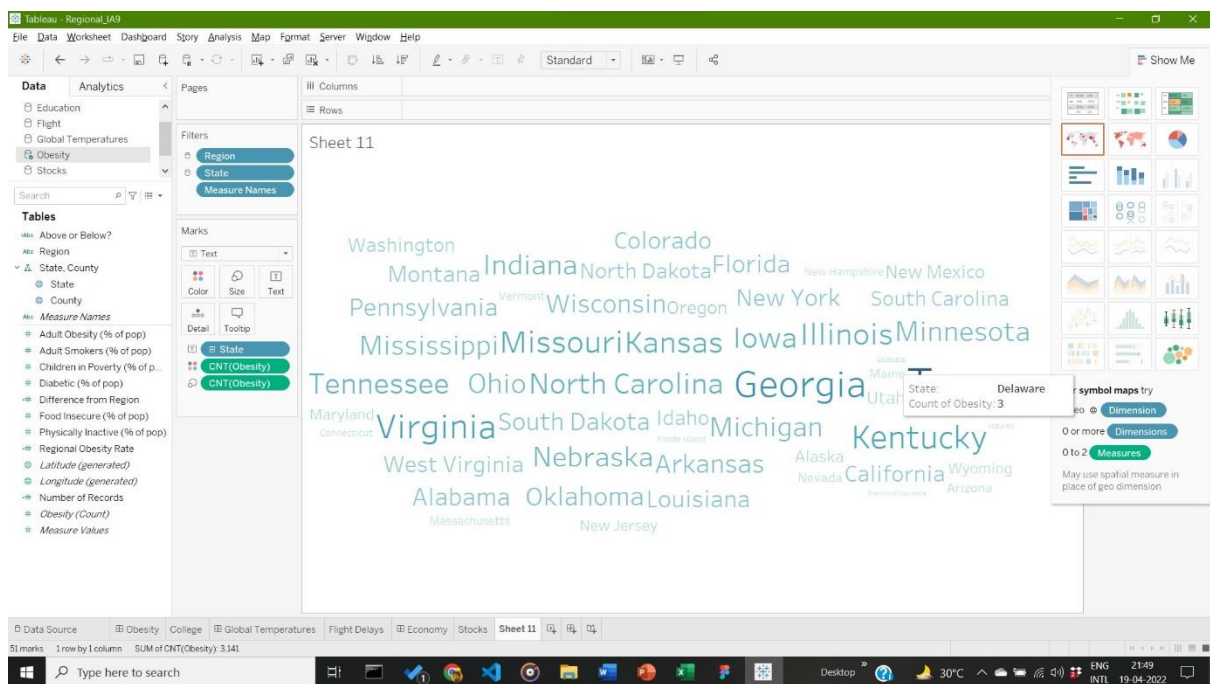 Tableau - Regional_IA9
File Data Worksheet Dashboard Story Analysis Map Format Server Window Help
Standard
Show Me
Data Analytics
Education
Flight
Global Temperatures
Obesity
Stocks
Search
Tables
Abc Above or Below?
Abc Region
State, County
State
County
Abc Measure Names
# Adult Obesity (% of pop)
# Adult Smokers (% of pop)
# Children in Poverty (% of p...
# Diabetic (% of pop)
Difference from Region
# Food Insecure (% of pop)
# Physically Inactive (% of pop)
Regional Obesity Rate
Latitude (generated)
Longitude (generated)
Number of Records
# Obesity (Count)
# Measure Values
Pages
Filters
Region
State
Measure Names
Marks
Text
Color Size Text
Detail Tooltip
State
CNT(Obesity)
CNT(Obesity)
Columns
Rows
Sheet 11
Washington Colorado
Montana Indiana North Dakota Florida New Hampshire New Mexico
Pennsylvania Vermont Wisconsin Oregon New York South Carolina
Mississippi Missouri Kansas Iowa Illinois Minnesota
Delaware
Tennessee Ohio North Carolina Georgia Maine Utah
Maryland Connecticut Virginia South Dakota Idaho Rhode Island Michigan Kentucky Hawaii
West Virginia Nebraska Arkansas Alaska Nevada California Wyoming
District of Columbia Arizona
Alabama Oklahoma Louisiana
Massachusetts New Jersey
State: Delaware
Count of Obesity: 3
symbol maps try
Dimension
0 or more Dimensions
0 to 2 Measures
May use spatial measure in
place of geo dimension
Data Source Obesity College Global Temperatures Flight Delays Economy Stocks Sheet 11
51 marks 1 row by 1 column SUM of CNT(Obesity): 3,141
Type here to search
Desktop 30°C ENG INTL 21:49 19-04-2022